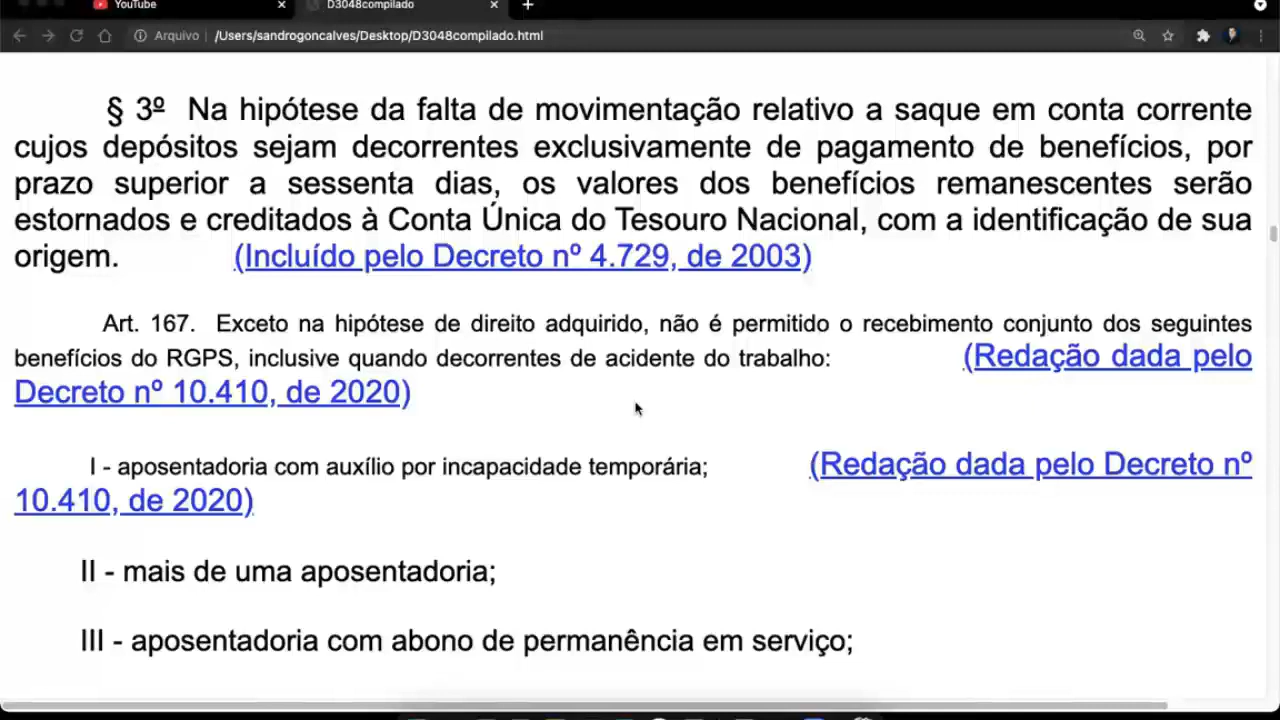 YouTube
D3048compilado
Arquivo | /Users/sandrogoncalves/Desktop/D3048compilado.html
§ 3º Na hipótese da falta de movimentação relativo a saque em conta corrente
cujos depósitos sejam decorrentes exclusivamente de pagamento de benefícios, por
prazo superior a sessenta dias, os valores dos benefícios remanescentes serão
estornados e creditados à Conta Única do Tesouro Nacional, com a identificação de sua
origem. (Incluído pelo Decreto nº 4.729, de 2003)
Art. 167. Exceto na hipótese de direito adquirido, não é permitido o recebimento conjunto dos seguintes
benefícios do RGPS, inclusive quando decorrentes de acidente do trabalho: (Redação dada pelo
Decreto nº 10.410, de 2020)
I - aposentadoria com auxílio por incapacidade temporária; (Redação dada pelo Decreto nº
10.410, de 2020)
II - mais de uma aposentadoria;
III - aposentadoria com abono de permanência em serviço;